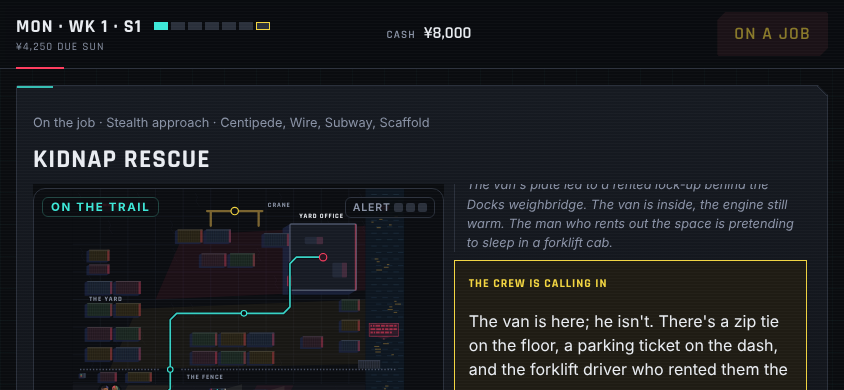 MON · WK 1 · S1
¥4,250 DUE SUN
CASH ¥8,000
ON A JOB
On the job · Stealth approach · Centipede, Wire, Subway, Scaffold
KIDNAP RESCUE
ON THE TRAIL
CRANE
YARD OFFICE
ALERT
THE YARD
THE FENCE
The van's plate led to a rented lock-up behind the
Docks weighbridge. The van is inside, the engine still
warm. The man who rents out the space is pretending
to sleep in a forklift cab.
THE CREW IS CALLING IN
The van is here; he isn't. There's a zip tie
on the floor, a parking ticket on the dash,
and the forklift driver who rented them the